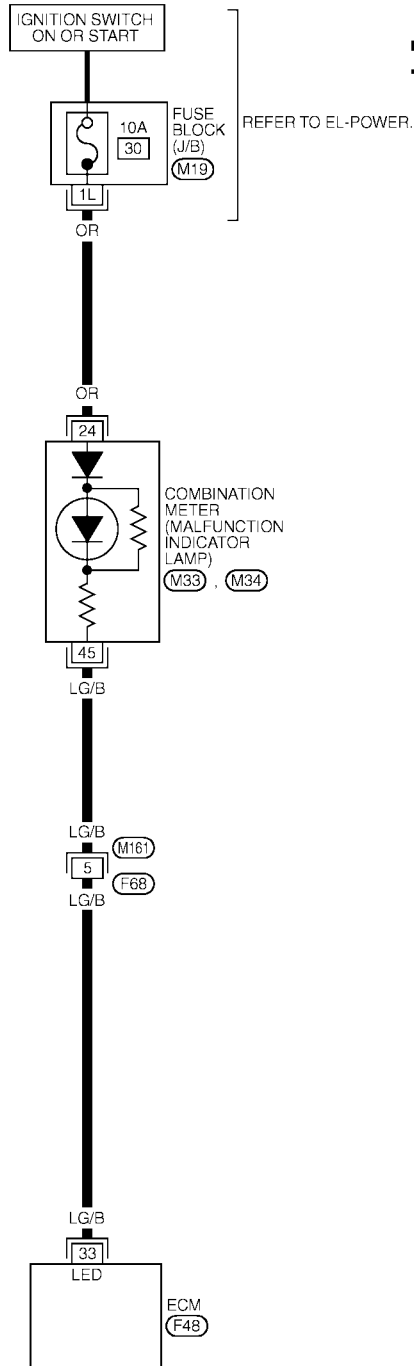 IGNITION SWITCH
ON OR START
FUSE
BLOCK
(J/B)
M19
10A
30
REFER TO EL-POWER.
1L
OR
OR
24
COMBINATION
METER
(MALFUNCTION
INDICATOR
LAMP)
M33 , M34
45
LG/B
LG/B
M161
5
F68
LG/B
LG/B
33
LED
ECM
F48